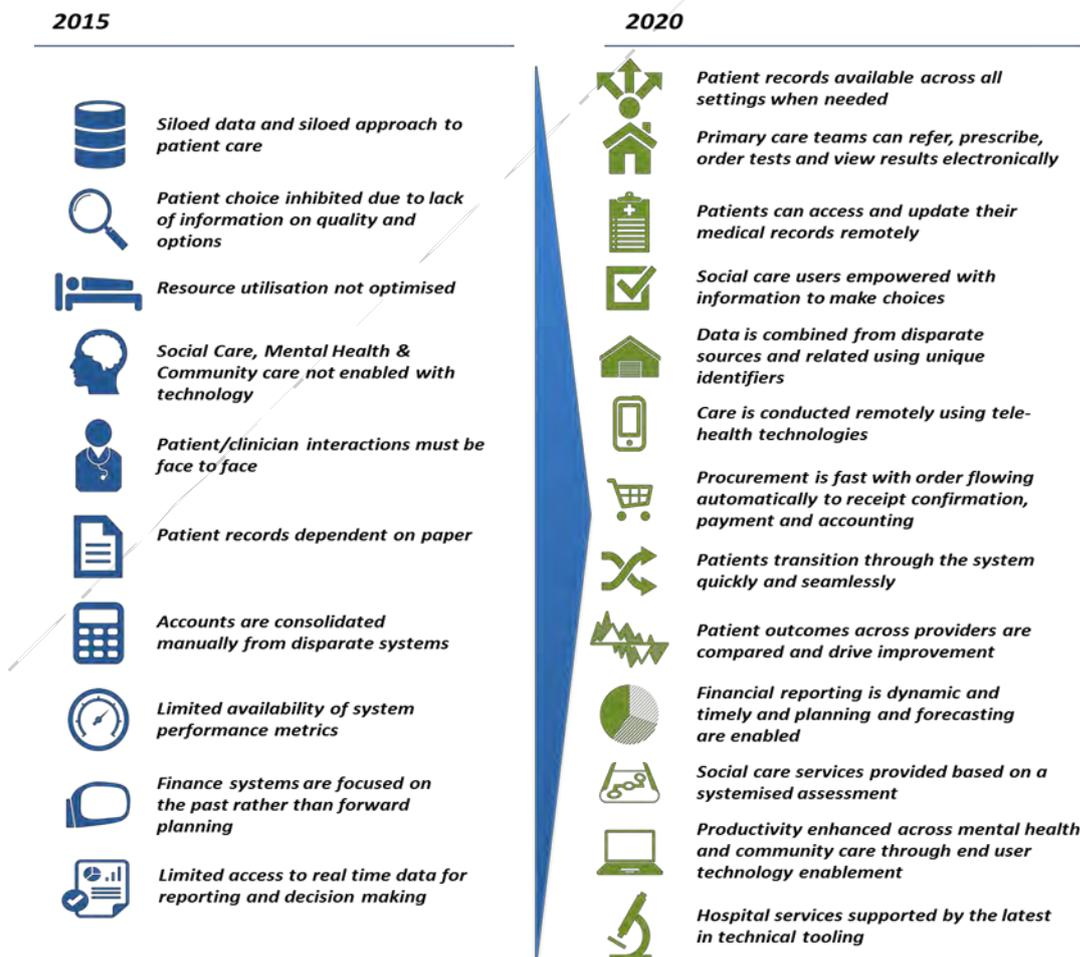 2015
Siloed data and siloed approach to
patient care
Patient choice inhibited due to lack
of information on quality and
options
Resource utilisation not optimised
Social Care, Mental Health &
Community care not enabled with
technology
Patient/clinician interactions must be
face to face
Patient records dependent on paper
Accounts are consolidated
manually from disparate systems
Limited availability of system
performance metrics
Finance systems are focused on
the past rather than forward
planning
Limited access to real time data for
reporting and decision making
2020
Patient records available across all
settings when needed
Primary care teams can refer, prescribe,
order tests and view results electronically
Patients can access and update their
medical records remotely
Social care users empowered with
information to make choices
Data is combined from disparate
sources and related using unique
identifiers
Care is conducted remotely using tele-
health technologies
Procurement is fast with order flowing
automatically to receipt confirmation,
payment and accounting
Patients transition through the system
quickly and seamlessly
Patient outcomes across providers are
compared and drive improvement
Financial reporting is dynamic and
timely and planning and forecasting
are enabled
Social care services provided based on a
systemised assessment
Productivity enhanced across mental health
and community care through end user
technology enablement
Hospital services supported by the latest
in technical tooling